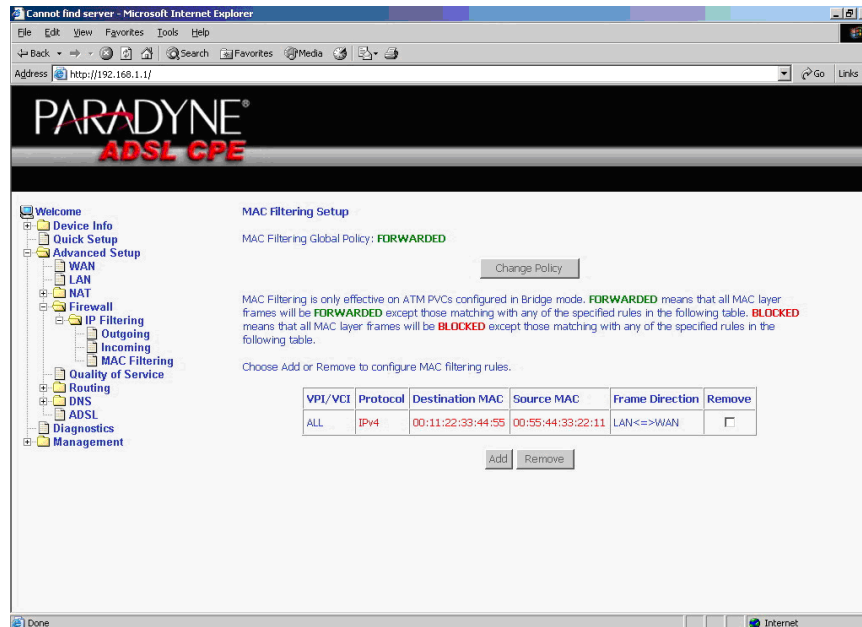 Cannot find server - Microsoft Internet Explorer
File Edit View Favorites Tools Help
Back Search Favorites Media
Address http://192.168.1.1/ Go Links
PARADYNE®
ADSL CPE
Welcome
Device Info
Quick Setup
Advanced Setup
WAN
LAN
NAT
Firewall
IP Filtering
Outgoing
Incoming
MAC Filtering
Quality of Service
Routing
DNS
ADSL
Diagnostics
Management
MAC Filtering Setup
MAC Filtering Global Policy: FORWARDED
Change Policy
MAC Filtering is only effective on ATM PVCs configured in Bridge mode. FORWARDED means that all MAC layer
frames will be FORWARDED except those matching with any of the specified rules in the following table. BLOCKED
means that all MAC layer frames will be BLOCKED except those matching with any of the specified rules in the
following table.
Choose Add or Remove to configure MAC filtering rules.
VPI/VCI Protocol Destination MAC Source MAC Frame Direction Remove
ALL IPv4 00:11:22:33:44:55 00:55:44:33:22:11 LAN<=>WAN
Add Remove
Done Internet